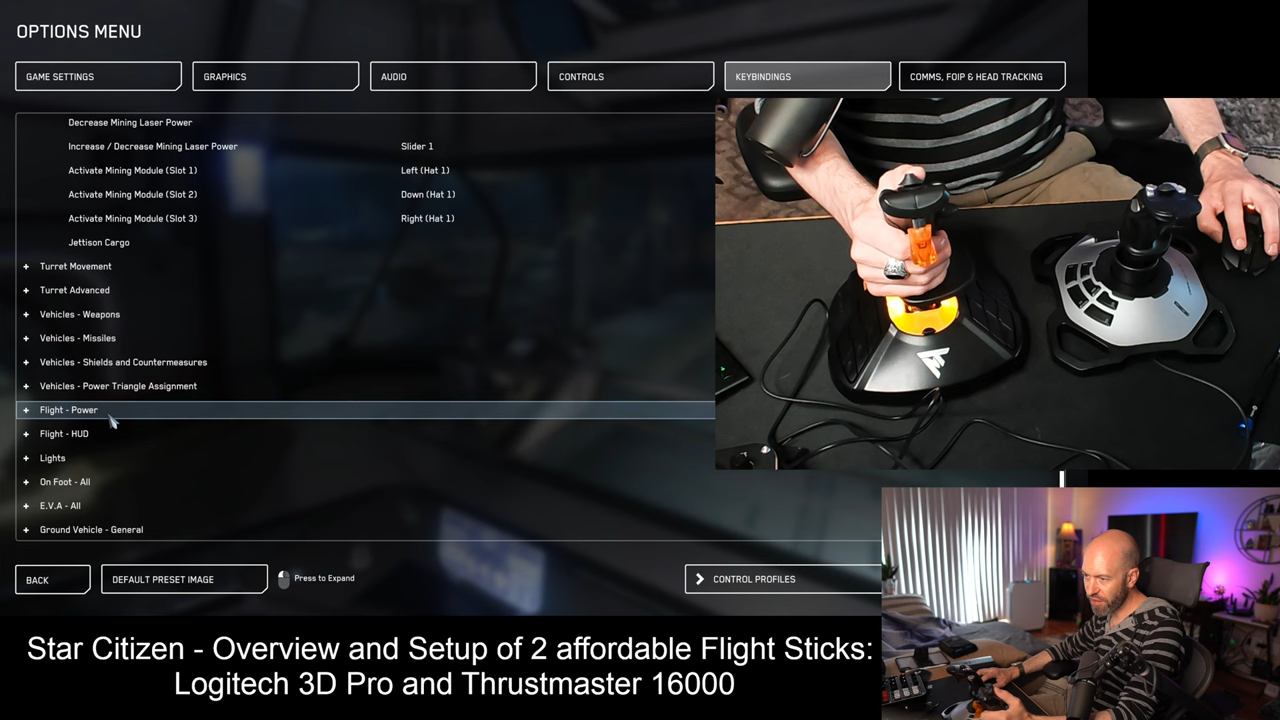 OPTIONS MENU
GAME SETTINGS
GRAPHICS
AUDIO
CONTROLS
KEYBINDINGS
COMMS, FOIP & HEAD TRACKING
Decrease Mining Laser Power
Increase / Decrease Mining Laser Power
Slider 1
Activate Mining Module (Slot 1)
Left (Hat 1)
Activate Mining Module (Slot 2)
Down (Hat 1)
Activate Mining Module (Slot 3)
Right (Hat 1)
Jettison Cargo
+ Turret Movement
+ Turret Advanced
+ Vehicles - Weapons
+ Vehicles - Missiles
+ Vehicles - Shields and Countermeasures
+ Vehicles - Power Triangle Assignment
+ Flight - Power
+ Flight - HUD
+ Lights
+ On Foot - All
+ E.V.A - All
+ Ground Vehicle - General
BACK
DEFAULT PRESET IMAGE
Press to Expand
CONTROL PROFILES
Star Citizen - Overview and Setup of 2 affordable Flight Sticks:
Logitech 3D Pro and Thrustmaster 16000